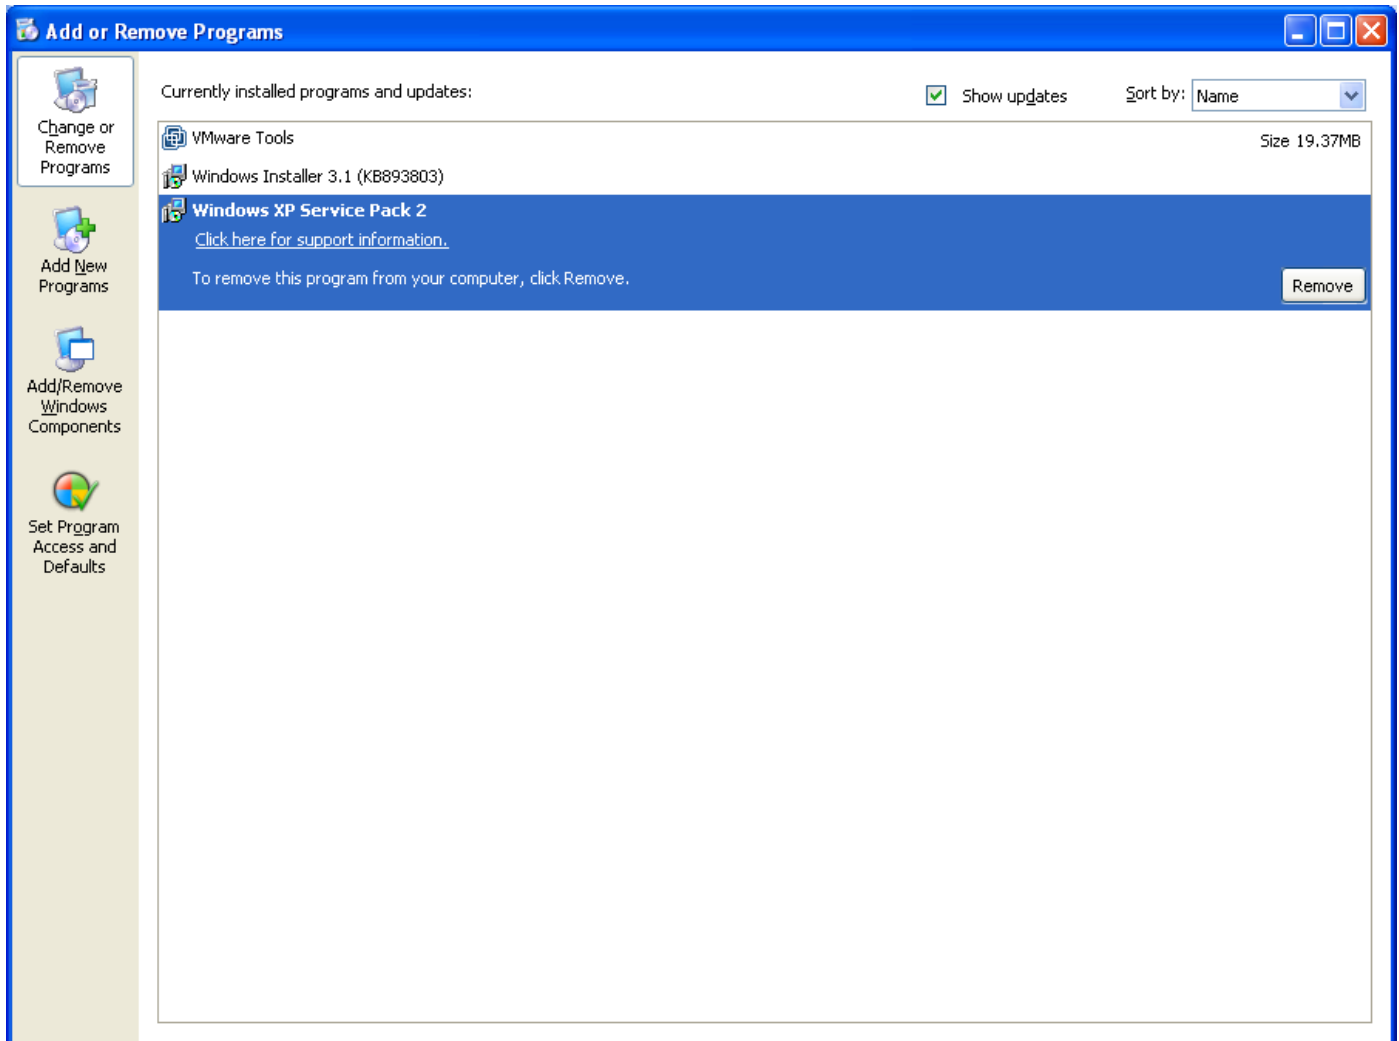 Add or Remove Programs
Change or
Remove
Programs
Add New
Programs
Add/Remove
Windows
Components
Set Program
Access and
Defaults
Currently installed programs and updates:
Show updates
Sort by: Name
VMware Tools
Size 19.37MB
Windows Installer 3.1 (KB893803)
Windows XP Service Pack 2
Click here for support information.
To remove this program from your computer, click Remove.
Remove